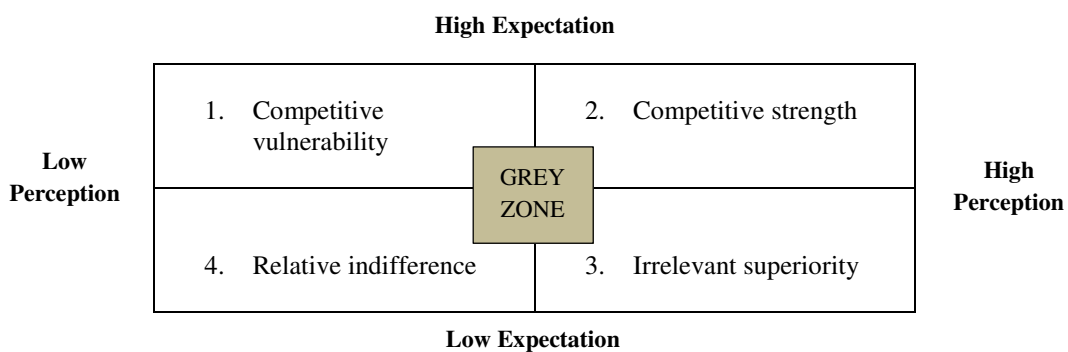 High Expectation
1. Competitive
vulnerability
2. Competitive strength
Low
Perception
GREY
ZONE
High
Perception
4. Relative indifference
3. Irrelevant superiority
Low Expectation